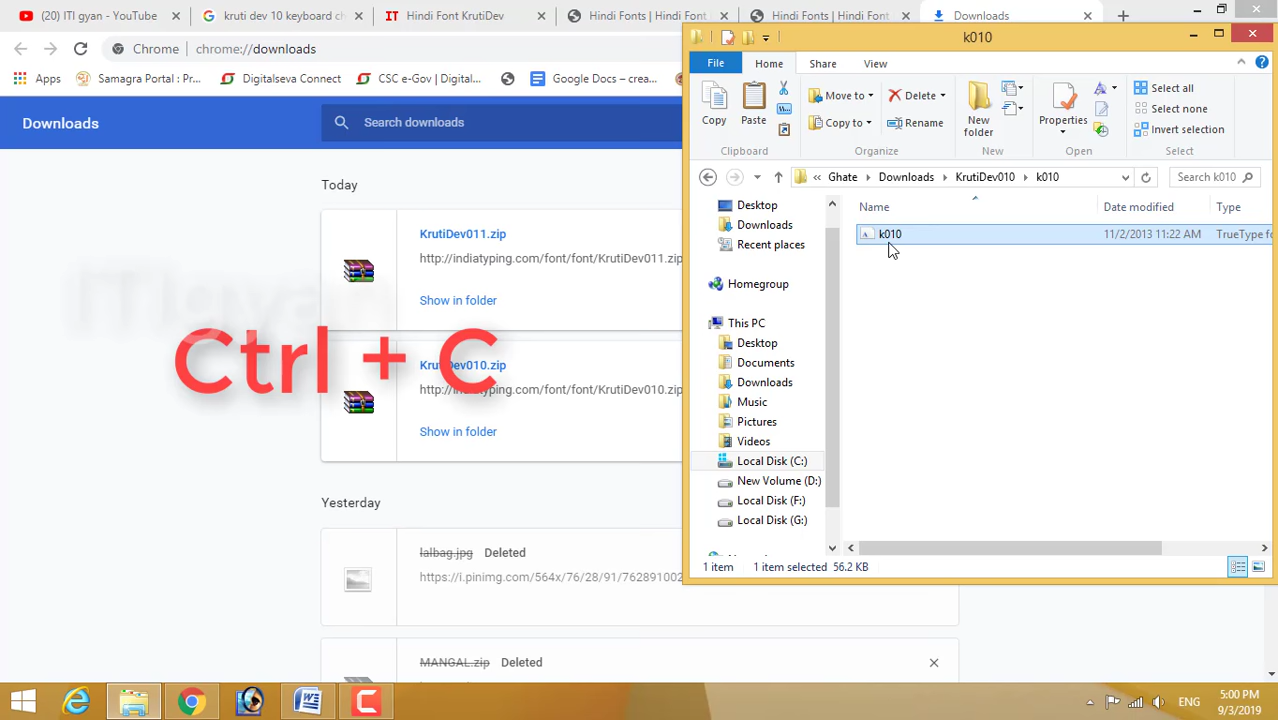 (20) ITI gyan - YouTube
kruti dev 10 keyboard ch
IT Hindi Font KrutiDev
Hindi Fonts | Hindi Font
Hindi Fonts | Hindi Font
Downloads
Chrome | chrome://downloads
Apps
Samagra Portal : Pr...
Digitalseva Connect
CSC e-Gov | Digital...
Google Docs – crea...
Downloads
Search downloads
Today
KrutiDev011.zip
http://indiatyping.com/font/font/KrutiDev011.zip
Show in folder
KrutiDev010.zip
http://indiatyping.com/font/font/KrutiDev010.zip
Show in folder
ITI gyan
Ctrl + C
Yesterday
lalbag.jpg Deleted
https://i.pinimg.com/564x/76/28/91/762891002
MANGAL.zip Deleted
k010
File Home Share View
Copy
Paste
Clipboard
Move to
Copy to
Delete
Rename
Organize
New folder
New
Properties
Open
Select all
Select none
Invert selection
Select
« Ghate Downloads KrutiDev010 k010
Search k010
Name Date modified Type
k010 11/2/2013 11:22 AM TrueType fo
Desktop
Downloads
Recent places
Homegroup
This PC
Desktop
Documents
Downloads
Music
Pictures
Videos
Local Disk (C:)
New Volume (D:)
Local Disk (F:)
Local Disk (G:)
1 item 1 item selected 56.2 KB
ENG
5:00 PM
9/3/2019